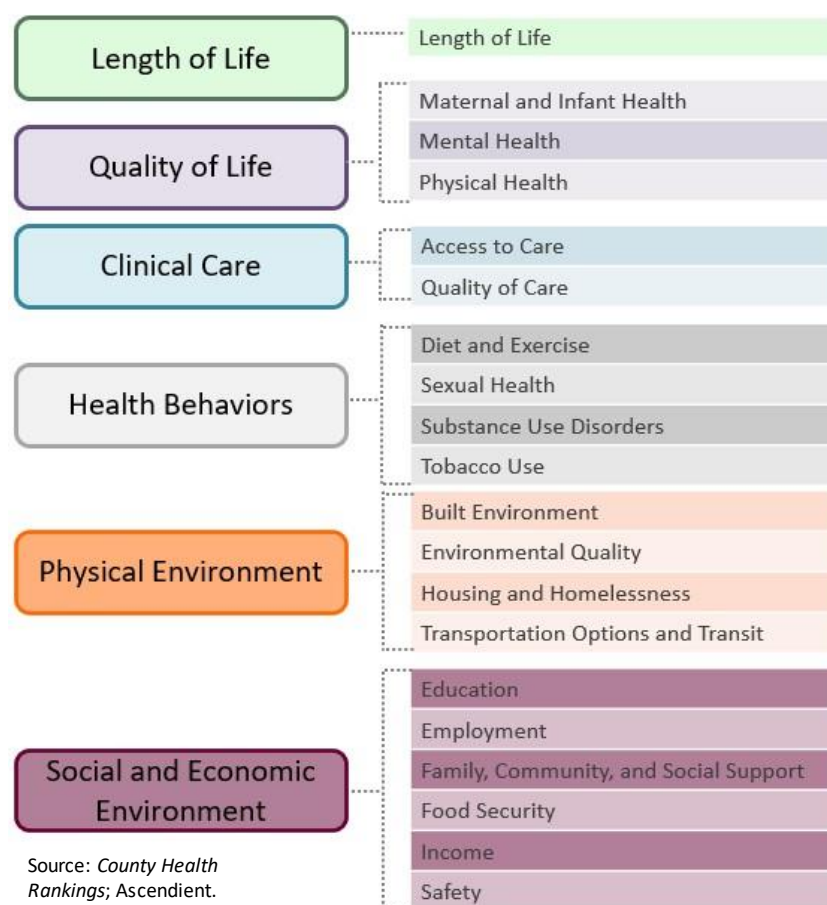 Length of Life
Length of Life
Quality of Life
Maternal and Infant Health
Mental Health
Physical Health
Clinical Care
Access to Care
Quality of Care
Health Behaviors
Diet and Exercise
Sexual Health
Substance Use Disorders
Tobacco Use
Physical Environment
Built Environment
Environmental Quality
Housing and Homelessness
Transportation Options and Transit
Social and Economic
Environment
Education
Employment
Family, Community, and Social Support
Food Security
Income
Safety
Source: County Health
Rankings; Ascendient.